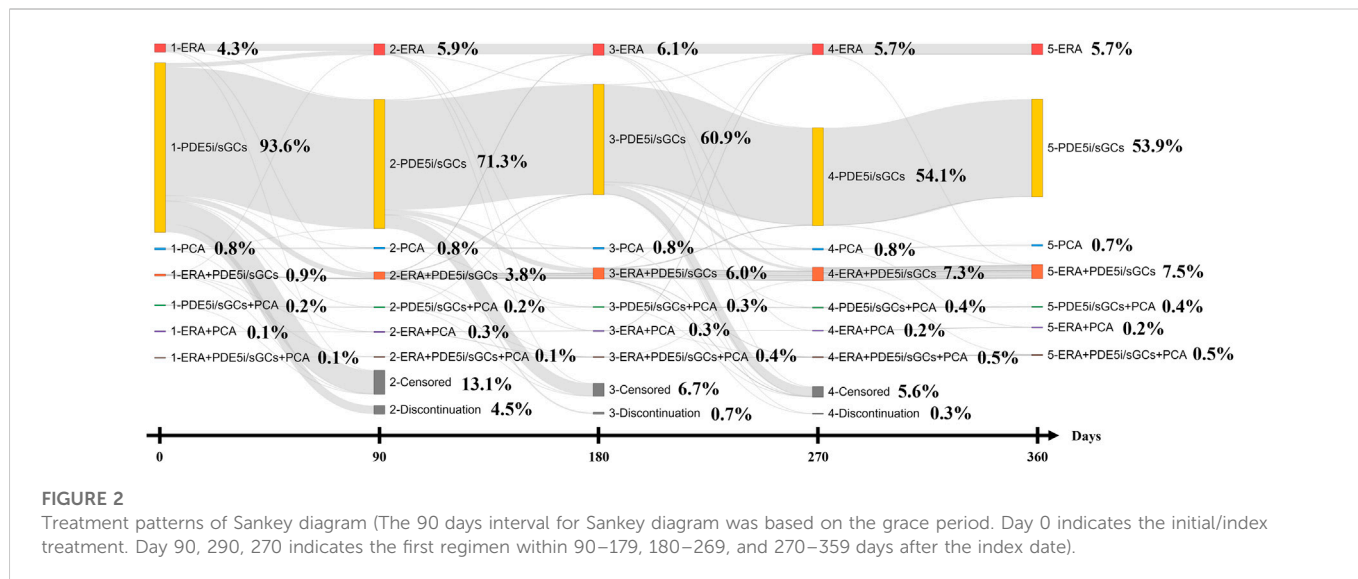 1-ERA 4.3% 2-ERA 5.9% 3-ERA 6.1% 4-ERA 5.7% 5-ERA 5.7%
1-PDE5i/sGCs 93.6% 2-PDE5i/sGCs 71.3% 3-PDE5i/sGCs 60.9% 4-PDE5i/sGCs 54.1% 5-PDE5i/sGCs 53.9%
1-PCA 0.8% 2-PCA 0.8% 3-PCA 0.8% 4-PCA 0.8% 5-PCA 0.7%
1-ERA+PDE5i/sGCs 0.9% 2-ERA+PDE5i/sGCs 3.8% 3-ERA+PDE5i/sGCs 6.0% 4-ERA+PDE5i/sGCs 7.3% 5-ERA+PDE5i/sGCs 7.5%
1-PDE5i/sGCs+PCA 0.2% 2-PDE5i/sGCs+PCA 0.2% 3-PDE5i/sGCs+PCA 0.3% 4-PDE5i/sGCs+PCA 0.4% 5-PDE5i/sGCs+PCA 0.4%
1-ERA+PCA 0.1% 2-ERA+PCA 0.3% 3-ERA+PCA 0.3% 4-ERA+PCA 0.2% 5-ERA+PCA 0.2%
1-ERA+PDE5i/sGCs+PCA 0.1% 2-ERA+PDE5i/sGCs+PCA 0.1% 3-ERA+PDE5i/sGCs+PCA 0.4% 4-ERA+PDE5i/sGCs+PCA 0.5% 5-ERA+PDE5i/sGCs+PCA 0.5%
2-Censored 13.1% 3-Censored 6.7% 4-Censored 5.6%
2-Discontinuation 4.5% 3-Discontinuation 0.7% 4-Discontinuation 0.3%
Days
0 90 180 270 360
FIGURE 2
Treatment patterns of Sankey diagram (The 90 days interval for Sankey diagram was based on the grace period. Day 0 indicates the initial/index
treatment. Day 90, 290, 270 indicates the first regimen within 90–179, 180–269, and 270–359 days after the index date).